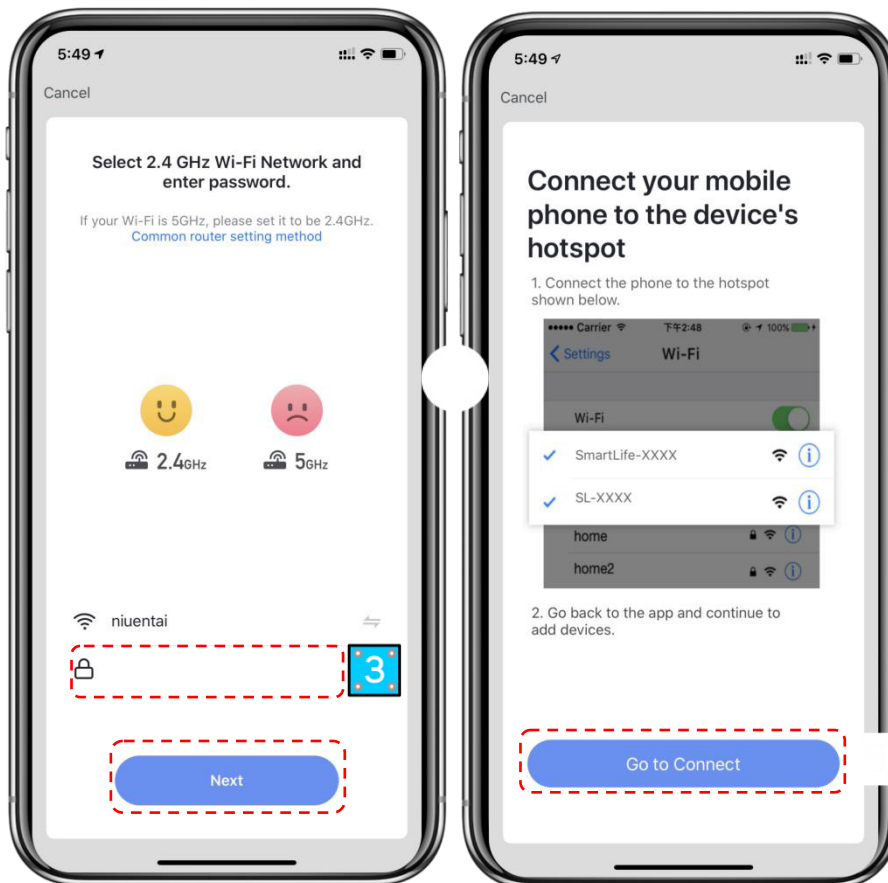 5:49
Cancel
Select 2.4 GHz Wi-Fi Network and
enter password.
If your Wi-Fi is 5GHz, please set it to be 2.4GHz.
Common router setting method
2.4GHz
5GHz
niuentai
3
Next
5:49
Cancel
Connect your mobile
phone to the device's
hotspot
1. Connect the phone to the hotspot
shown below.
Carrier 下午2:48 100%
Settings Wi-Fi
Wi-Fi
SmartLife-XXXX
SL-XXXX
home
home2
2. Go back to the app and continue to
add devices.
Go to Connect